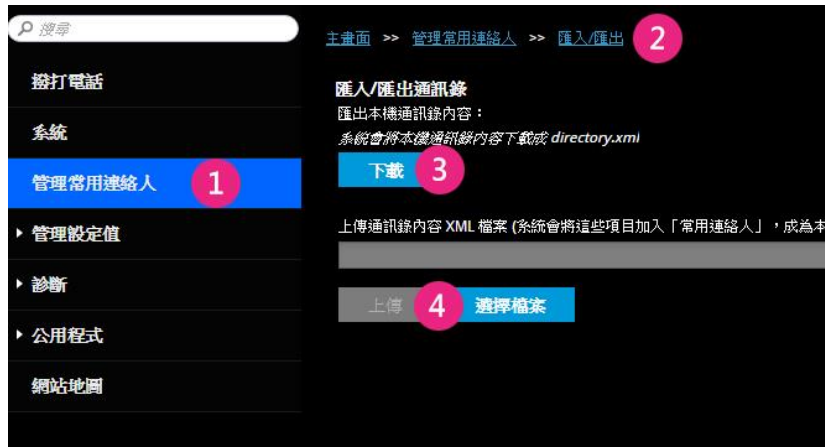 搜尋
撥打電話
系統
管理常用連絡人 1
管理設定值
診斷
公用程式
網站地圖
主畫面 >> 管理常用連絡人 >> 匯入/匯出 2
匯入/匯出通訊錄
匯出本機通訊錄內容：
系統會將本機通訊錄內容下載成 directory.xml
下載 3
上傳通訊錄內容 XML 檔案 (系統會將這些項目加入「常用連絡人」，成為本
上傳 4 選擇檔案